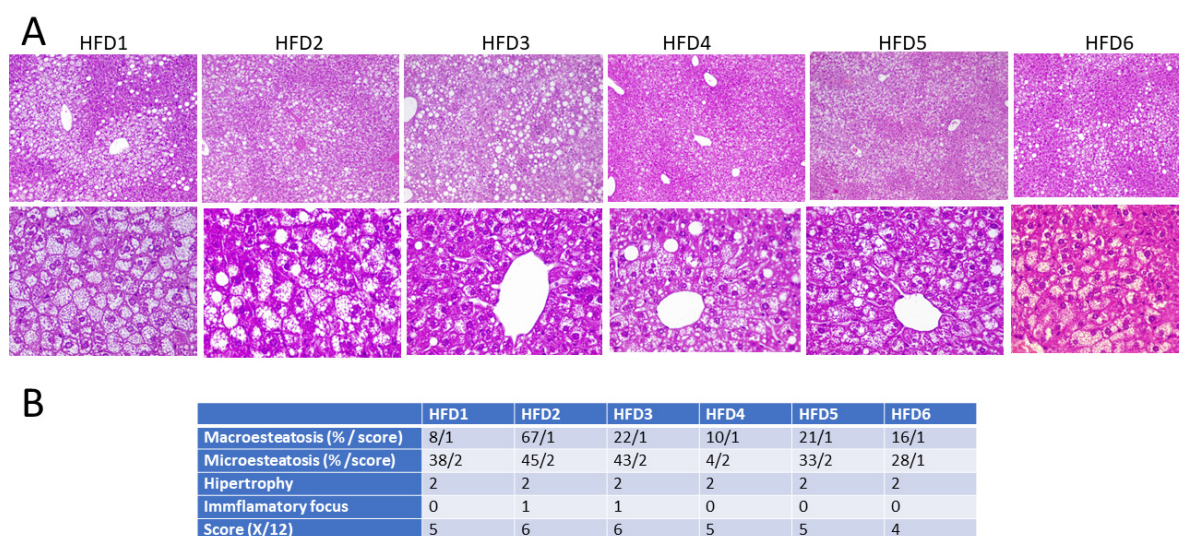 A
HFD1 HFD2 HFD3 HFD4 HFD5 HFD6
B
HFD1 HFD2 HFD3 HFD4 HFD5 HFD6
Macroesteatosis (% / score) 8/1 67/1 22/1 10/1 21/1 16/1
Microesteatosis (% /score) 38/2 45/2 43/2 4/2 33/2 28/1
Hipertrophy 2 2 2 2 2 2
Immflamatory focus 0 1 1 0 0 0
Score (X/12) 5 6 6 5 5 4